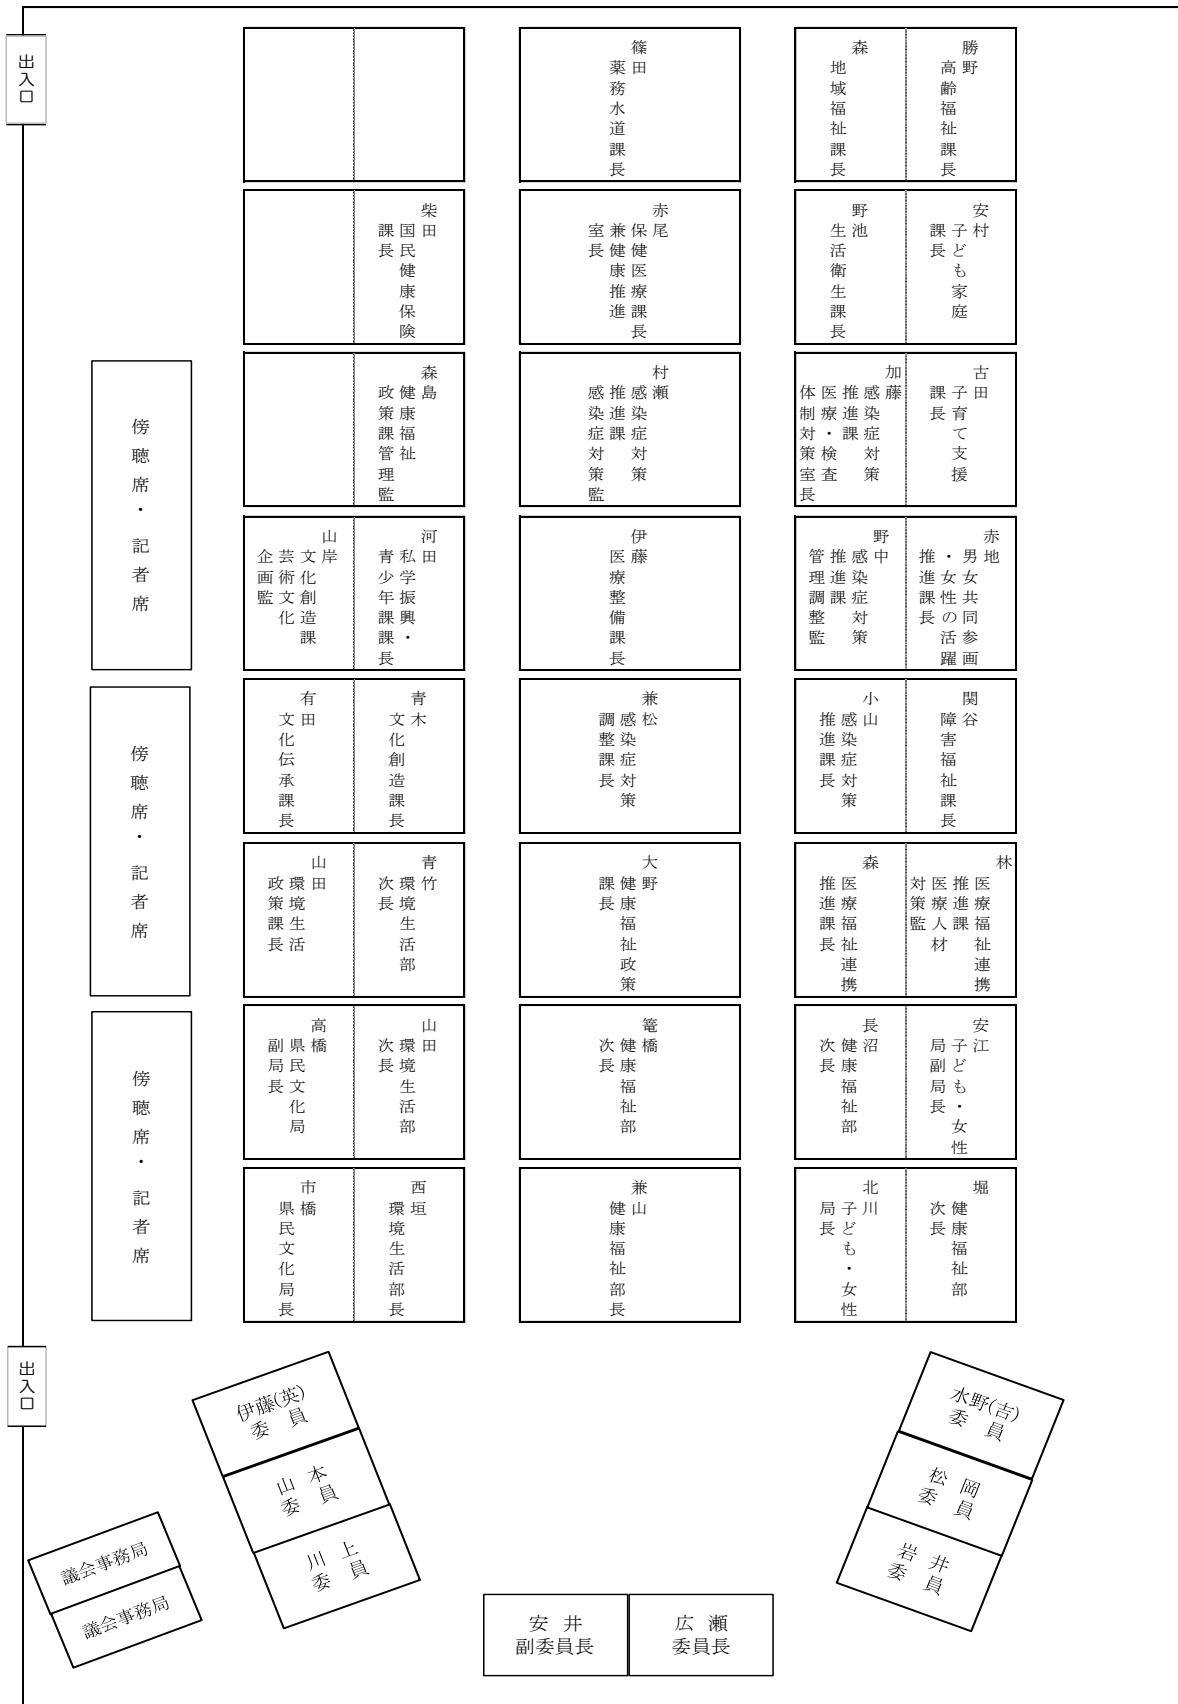 出入口
勝野
高齢福祉課長
森
地域福祉課長
篠田
薬務水道課長
安村
子ども家庭
課長
野池
生活衛生課長
赤尾
保健医療課長
兼健康推進
室長
柴田
国民健康保険
課長
古田
子育て支援
課長
加藤
感染症対策
推進課
医療・検査
体制対策室長
村瀬
感染症対策
推進課
感染症対策監
森島
健康福祉
政策課管理監
傍聴席・記者席
赤地
男女共同参画
・女性の活躍
推進課長
野中
感染症対策
推進課
管理調整監
伊藤
医療整備課長
河田
私学振興・
青少年課課長
山岸
文化創造課
芸術文化
企画監
関谷
障害福祉課長
小山
感染症対策
推進課長
兼松
感染症対策
調整課長
青木
文化創造課長
有田
文化伝承課長
傍聴席・記者席
林
医療福祉連携
推進課
医療人材
対策監
森
医療福祉連携
推進課長
大野
健康福祉政策
課長
青竹
環境生活部
次長
山田
環境生活
政策課長
安江
子ども・女性
局副局長
長沼
健康福祉部
次長
篭橋
健康福祉部
次長
山田
環境生活部
次長
高橋
県民文化局
副局長
傍聴席・記者席
堀
健康福祉部
次長
北川
子ども・女性
局長
兼山
健康福祉部長
西垣
環境生活部長
市橋
県民文化局長
出入口
伊藤(英)
委員
山本
委員
川上
委員
水野(吉)
委員
松岡
委員
岩井
委員
議会事務局
議会事務局
安井
副委員長
広瀬
委員長